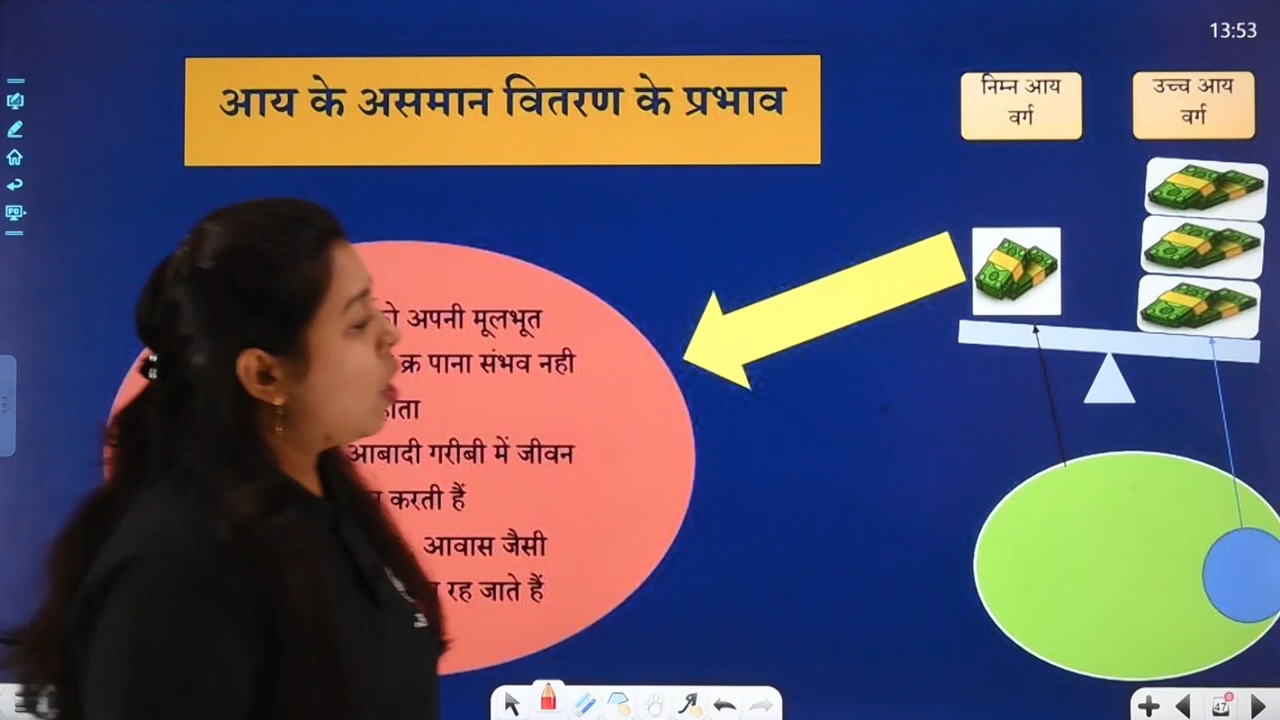 13:53
आय के असमान वितरण के प्रभाव
निम्न आय
वर्ग
उच्च आय
वर्ग
अपनी मूलभूत
पाना संभव नही
आबादी गरीबी में जीवन
करती हैं
आवास जैसी
रह जाते हैं
47